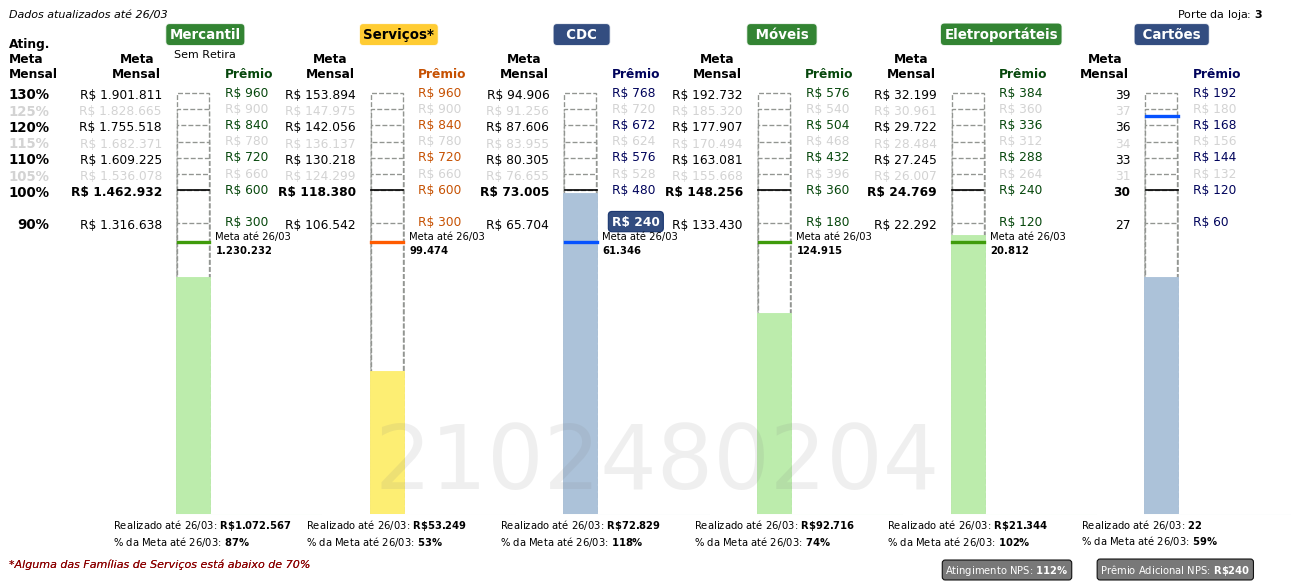 Dados atualizados até 26/03 Porte da loja: 3
Mercantil Serviços* CDC Móveis Eletroportáteis Cartões
Sem Retira
Ating. Meta Mensal Meta Mensal Prêmio Meta Mensal Prêmio Meta Mensal Prêmio Meta Mensal Prêmio Meta Mensal Prêmio Meta Mensal Prêmio
130% R$ 1.901.811 R$ 960 R$ 153.894 R$ 960 R$ 94.906 R$ 768 R$ 192.732 R$ 576 R$ 32.199 R$ 384 39 R$ 192
125% R$ 1.828.665 R$ 900 R$ 147.975 R$ 900 R$ 91.256 R$ 720 R$ 185.320 R$ 540 R$ 30.961 R$ 360 37 R$ 180
120% R$ 1.755.518 R$ 840 R$ 142.056 R$ 840 R$ 87.606 R$ 672 R$ 177.907 R$ 504 R$ 29.722 R$ 336 36 R$ 168
115% R$ 1.682.371 R$ 780 R$ 136.137 R$ 780 R$ 83.955 R$ 624 R$ 170.494 R$ 468 R$ 28.484 R$ 312 34 R$ 156
110% R$ 1.609.225 R$ 720 R$ 130.218 R$ 720 R$ 80.305 R$ 576 R$ 163.081 R$ 432 R$ 27.245 R$ 288 33 R$ 144
105% R$ 1.536.078 R$ 660 R$ 124.299 R$ 660 R$ 76.655 R$ 528 R$ 155.668 R$ 396 R$ 26.007 R$ 264 31 R$ 132
100% R$ 1.462.932 R$ 600 R$ 118.380 R$ 600 R$ 73.005 R$ 480 R$ 148.256 R$ 360 R$ 24.769 R$ 240 30 R$ 120
90% R$ 1.316.638 R$ 300 R$ 106.542 R$ 300 R$ 65.704 R$ 240 R$ 133.430 R$ 180 R$ 22.292 R$ 120 27 R$ 60
Meta até 26/03 Meta até 26/03 Meta até 26/03 Meta até 26/03 Meta até 26/03
1.230.232 99.474 61.346 124.915 20.812
2102480204
Realizado até 26/03: R$1.072.567 Realizado até 26/03: R$53.249 Realizado até 26/03: R$72.829 Realizado até 26/03: R$92.716 Realizado até 26/03: R$21.344 Realizado até 26/03: 22
% da Meta até 26/03: 87% % da Meta até 26/03: 53% % da Meta até 26/03: 118% % da Meta até 26/03: 74% % da Meta até 26/03: 102% % da Meta até 26/03: 59%
*Alguma das Famílias de Serviços está abaixo de 70% Atingimento NPS: 112% Prêmio Adicional NPS: R$240